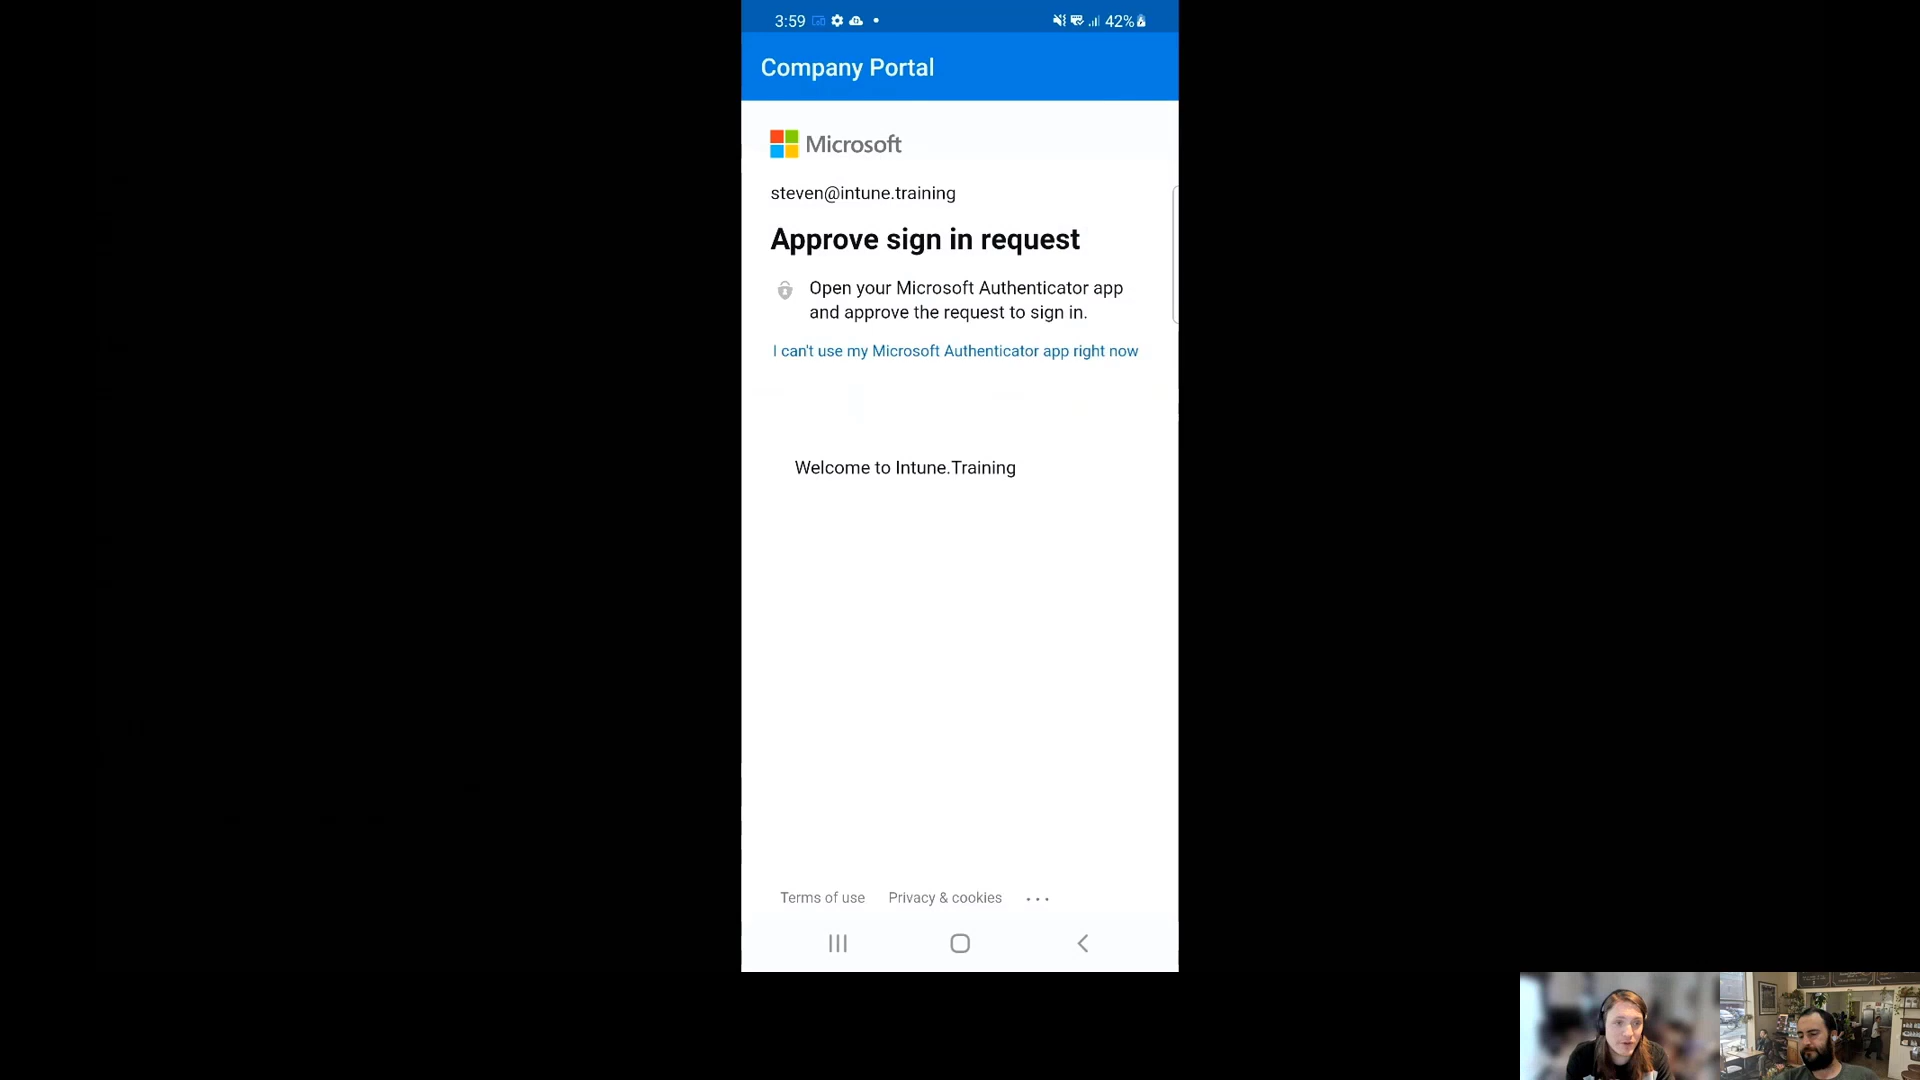 3:59
42%
Company Portal
Microsoft
steven@intune.training
Approve sign in request
Open your Microsoft Authenticator app
and approve the request to sign in.
I can't use my Microsoft Authenticator app right now
Welcome to Intune.Training
Terms of use Privacy & cookies ...